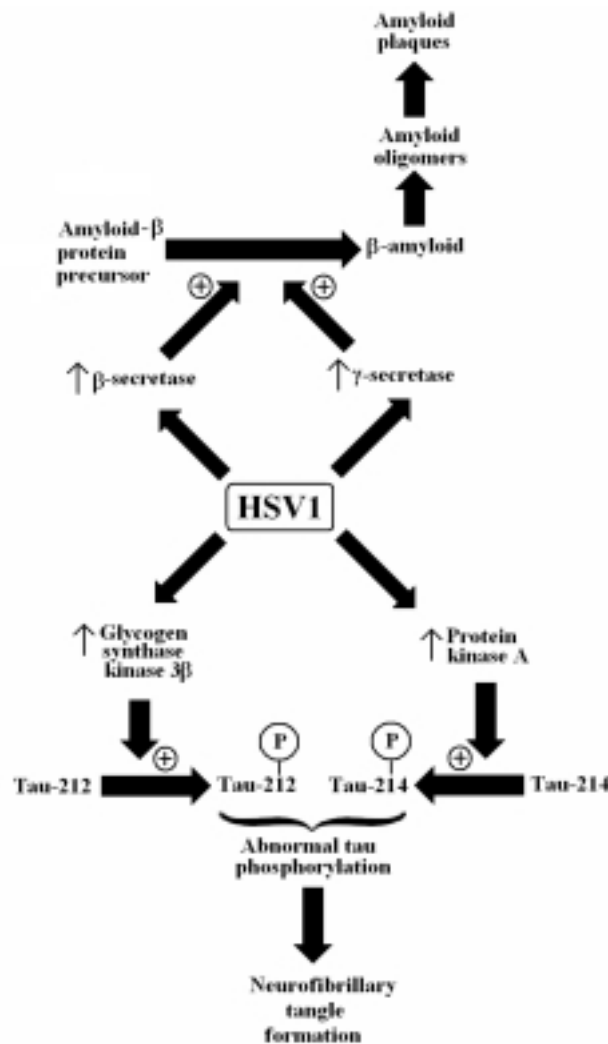 Amyloid
plaques
Amyloid
oligomers
Amyloid-β
protein
precursor
β-amyloid
+
+
↑ β-secretase
↑ γ-secretase
HSV1
↑ Glycogen
synthase
kinase 3β
↑ Protein
kinase A
P
P
+
+
Tau-212
Tau-212
Tau-214
Tau-214
Abnormal tau
phosphorylation
Neurofibrillary
tangle
formation